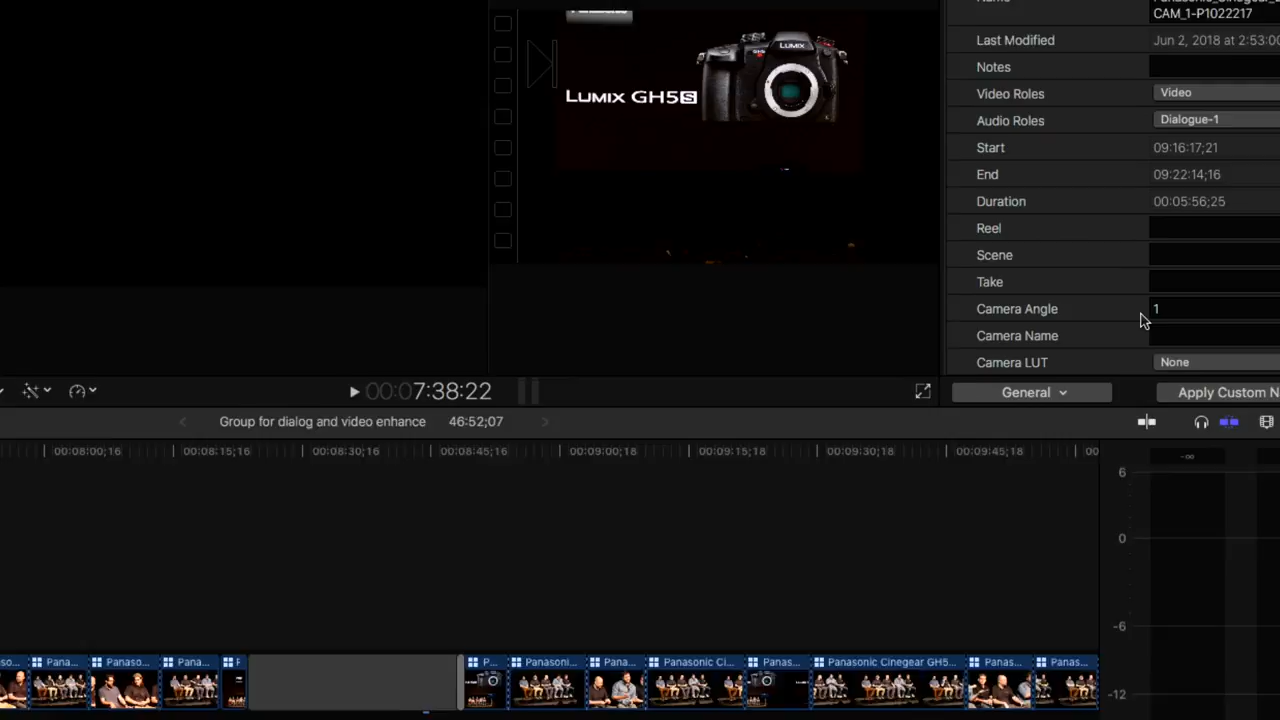 CAM_1-P1022217
Last Modified Jun 2, 2018 at 2:53:00
Notes
Video Roles Video
Audio Roles Dialogue-1
Start 09:16:17;21
End 09:22:14;16
Duration 00:05:56;25
Reel
Scene
Take
Camera Angle 1
Camera Name
Camera LUT None
General
Apply Custom N
LUMIX
GH5S
LUMIX GH5S
00:07:38:22
Group for dialog and video enhance 46:52;07
00:08:00;16 00:08:15;16 00:08:30;16 00:08:45;16 00:09:00;18 00:09:15;18 00:09:30;18 00:09:45;18 00
-∞
6
0
-6
-12
so... Pana... Panaso... Pana... P P... Panasoni... Pana... Panasonic Ci... Panas... Panasonic Cinegear GH5... Panas... Panas...